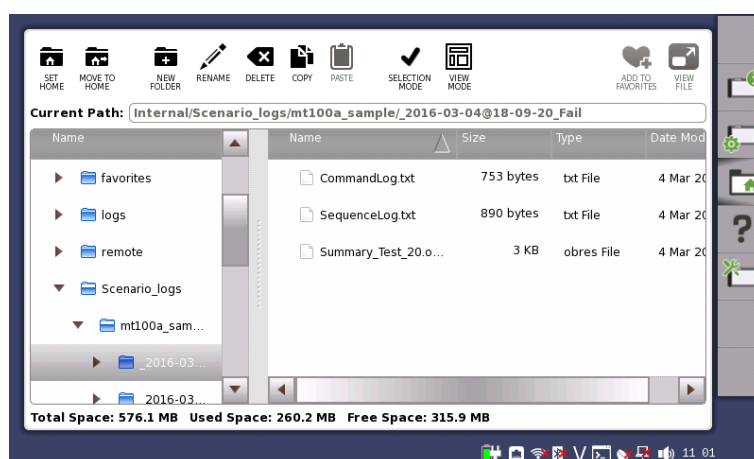 SET HOME
MOVE TO HOME
NEW FOLDER
RENAME
DELETE
COPY
PASTE
SELECTION MODE
VIEW MODE
ADD TO FAVORITES
VIEW FILE
Current Path: Internal/Scenario_logs/mt100a_sample/_2016-03-04@18-09-20_Fail
Name
Name Size Type Date Mod
favorites
CommandLog.txt 753 bytes txt File 4 Mar 20
logs
SequenceLog.txt 890 bytes txt File 4 Mar 20
remote
Summary_Test_20.o... 3 KB obres File 4 Mar 20
Scenario_logs
mt100a_sam...
_2016-03...
_2016-03...
Total Space: 576.1 MB Used Space: 260.2 MB Free Space: 315.9 MB
?
V 11 01